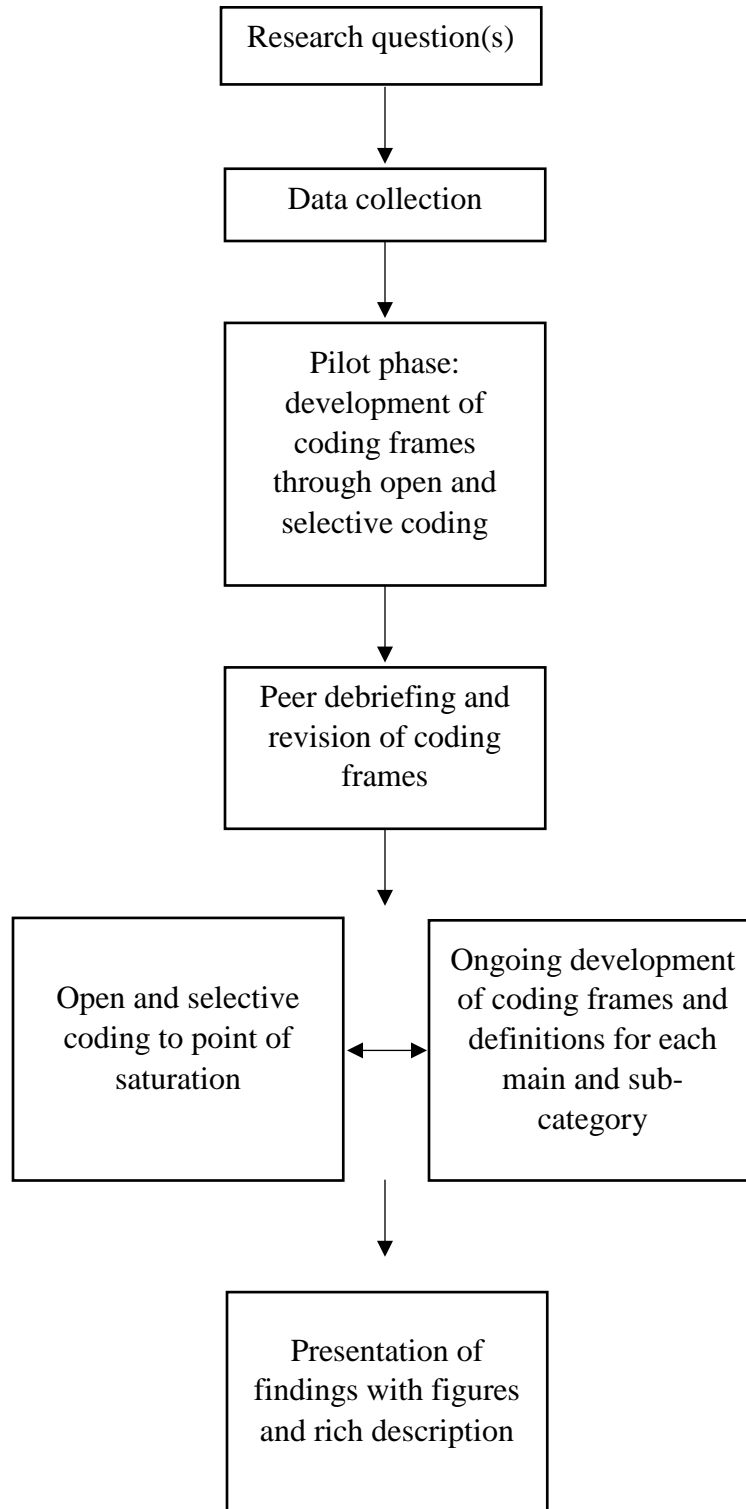 Research question(s)
Data collection
Pilot phase:
development of
coding frames
through open and
selective coding
Peer debriefing and
revision of coding
frames
Open and selective
coding to point of
saturation
Ongoing development
of coding frames and
definitions for each
main and sub-
category
Presentation of
findings with figures
and rich description